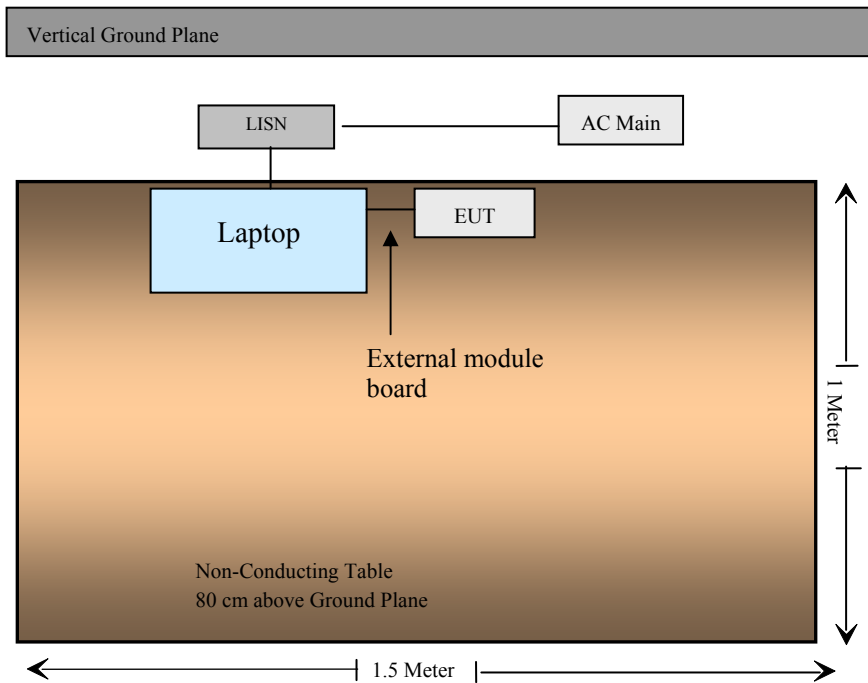 Vertical Ground Plane
LISN
AC Main
Laptop
EUT
External module
board
1 Meter
Non-Conducting Table
80 cm above Ground Plane
1.5 Meter